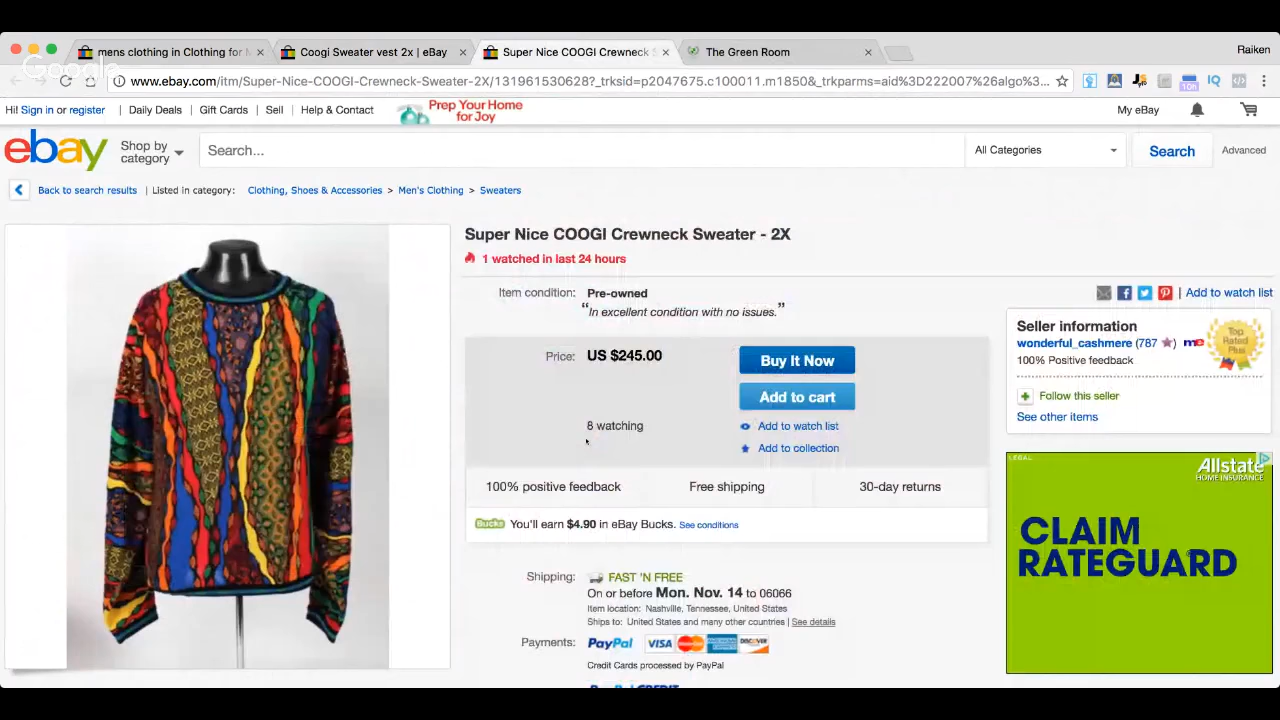 mens clothing in Clothing for
Coogi Sweater vest 2x | eBay
Super Nice COOGI Crewneck
The Green Room
Raiken
Google
www.ebay.com/itm/Super-Nice-COOGI-Crewneck-Sweater-2X/131961530628?_trksid=p2047675.c100011.m1850&_trkparms=aid%3D222007%26algo%3...
10h
Hi! Sign in or register | Daily Deals | Gift Cards | Sell | Help & Contact
Prep Your Home
for Joy
My eBay
ebay
Shop by
category
Search...
All Categories
Search
Advanced
Back to search results | Listed in category: Clothing, Shoes & Accessories > Men's Clothing > Sweaters
Super Nice COOGI Crewneck Sweater - 2X
1 watched in last 24 hours
Item condition: Pre-owned
“In excellent condition with no issues.”
Price: US $245.00
Buy It Now
Add to cart
8 watching
Add to watch list
Add to collection
100% positive feedback
Free shipping
30-day returns
Bucks You'll earn $4.90 in eBay Bucks. See conditions
Shipping: FAST 'N FREE
On or before Mon. Nov. 14 to 06066
Item location: Nashville, Tennessee, United States
Ships to: United States and many other countries | See details
Payments: PayPal VISA MasterCard DISCOVER
Credit Cards processed by PayPal
PayPal CREDIT
| Add to watch list
Seller information
wonderful_cashmere (787 ) me
100% Positive feedback
Top
Rated
Plus
Follow this seller
See other items
LEGAL
Allstate
HOME INSURANCE
CLAIM
RATEGUARD